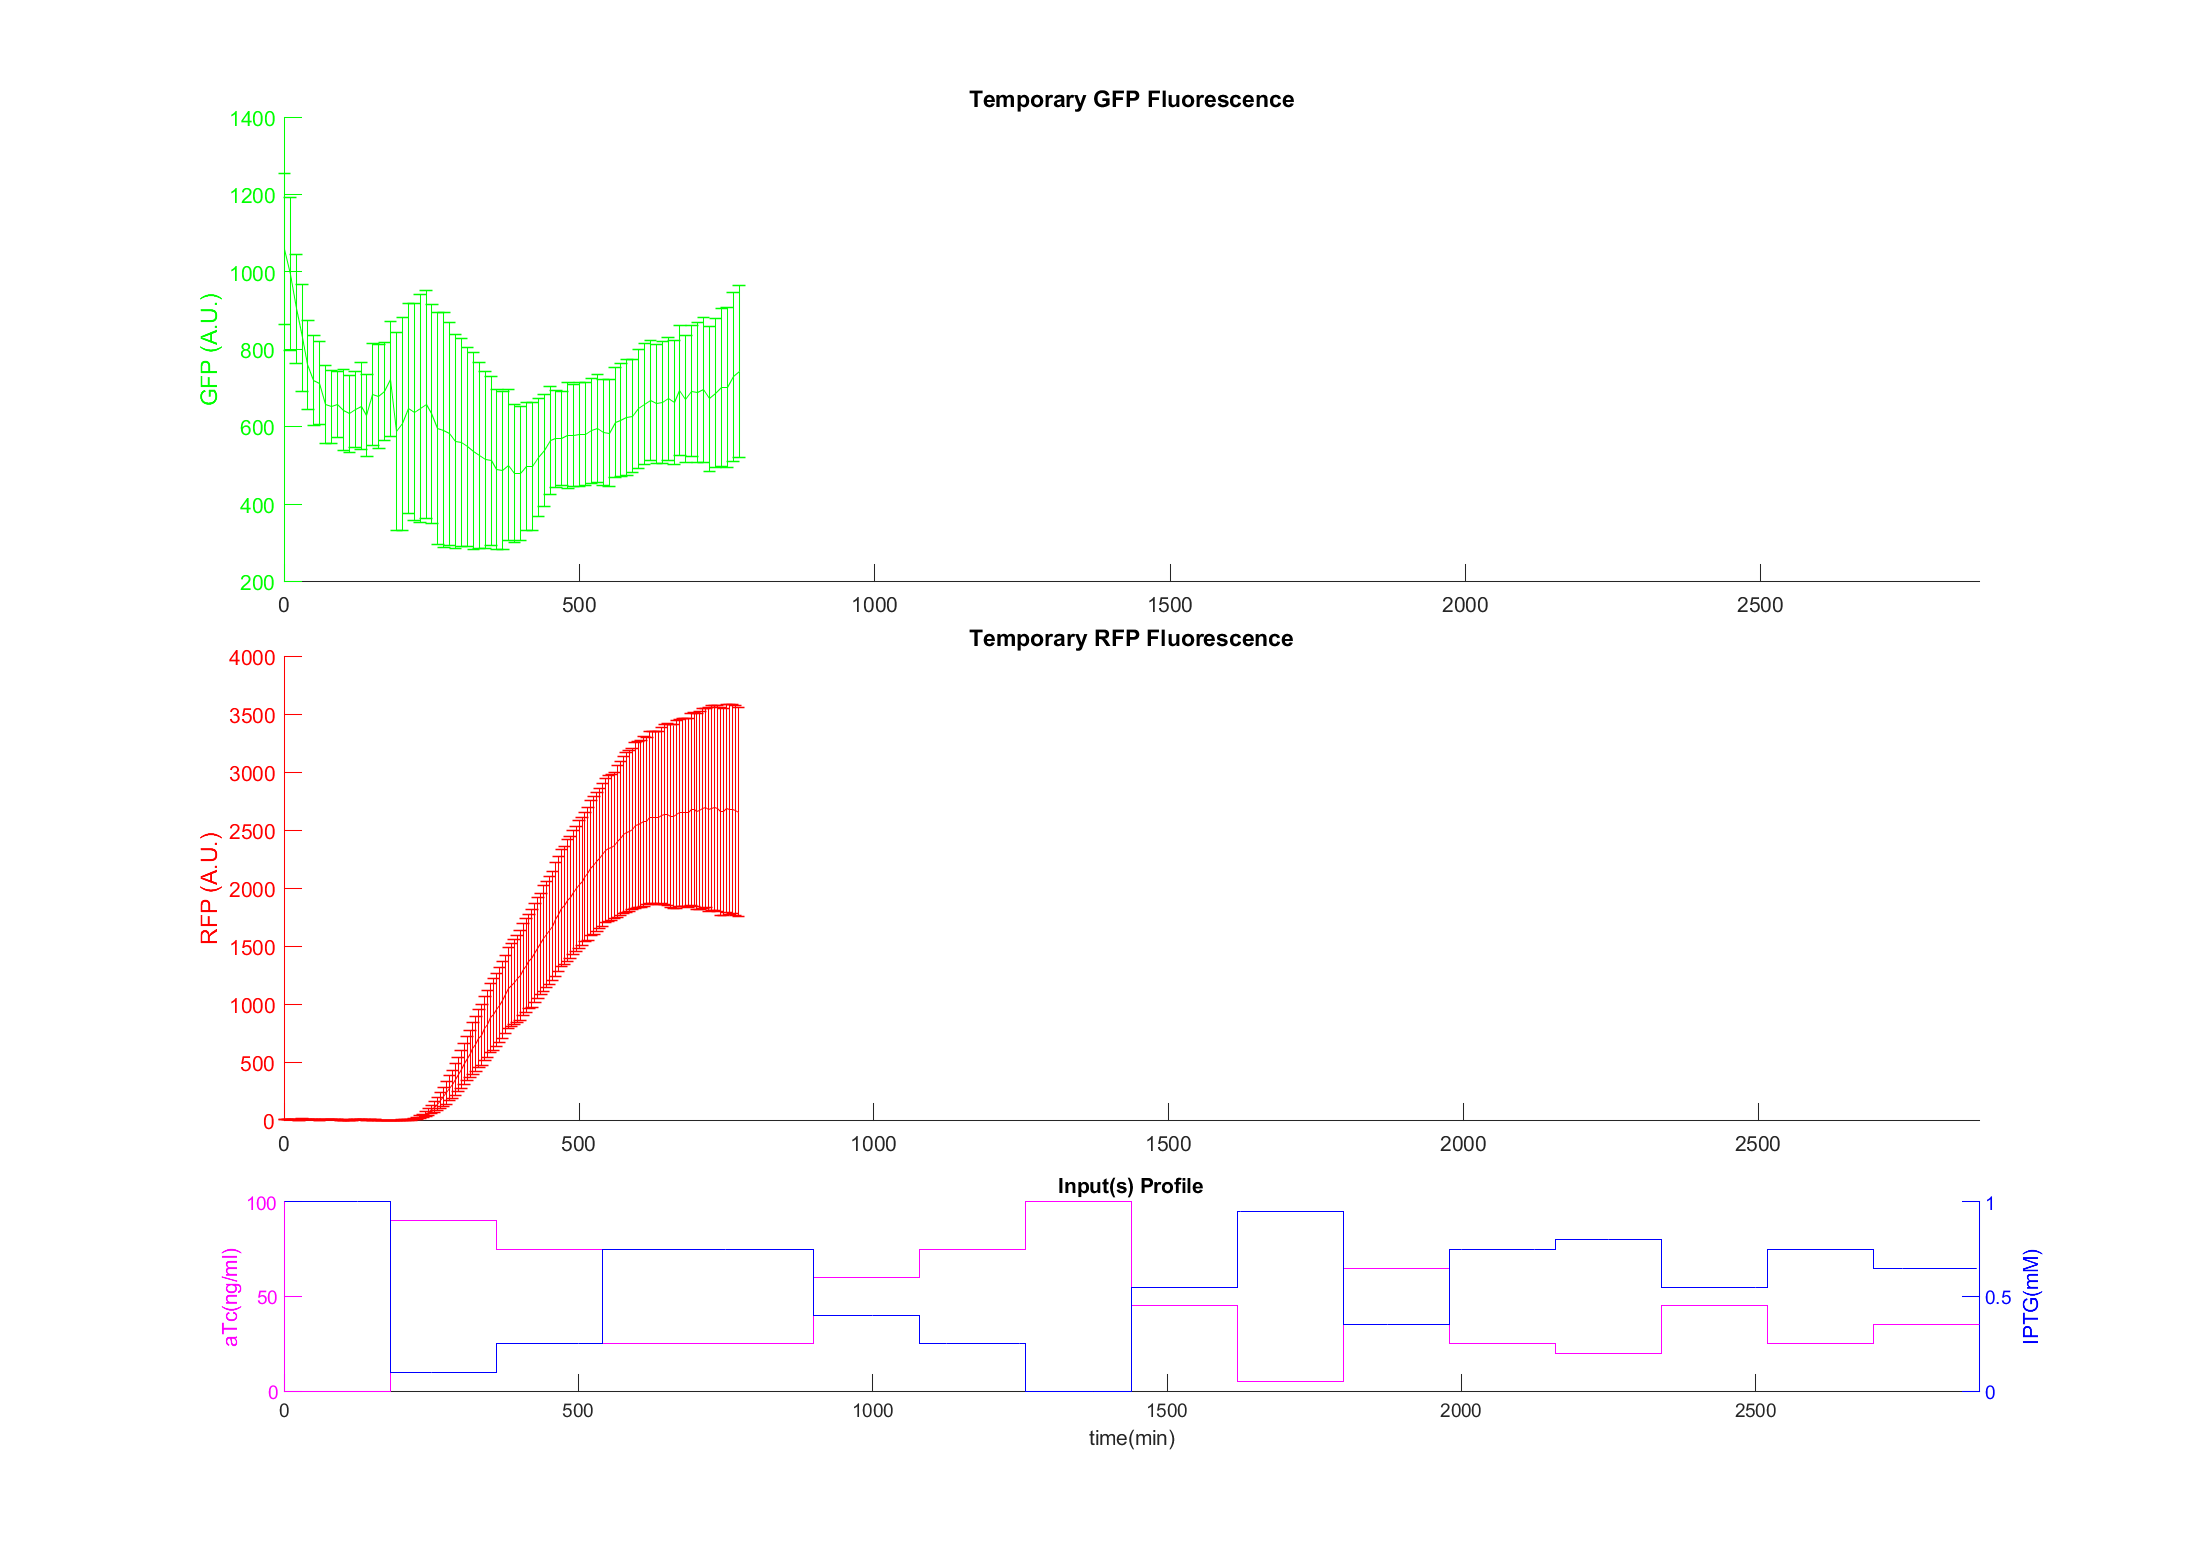 Temporary GFP Fluorescence
1400
1200
1000
800
600
400
200
GFP (A.U.)
0 500 1000 1500 2000 2500
Temporary RFP Fluorescence
4000
3500
3000
2500
2000
1500
1000
500
0
RFP (A.U.)
0 500 1000 1500 2000 2500
Input(s) Profile
100
50
0
aTc(ng/ml)
1
0.5
0
IPTG(mM)
0 500 1000 1500 2000 2500
time(min)